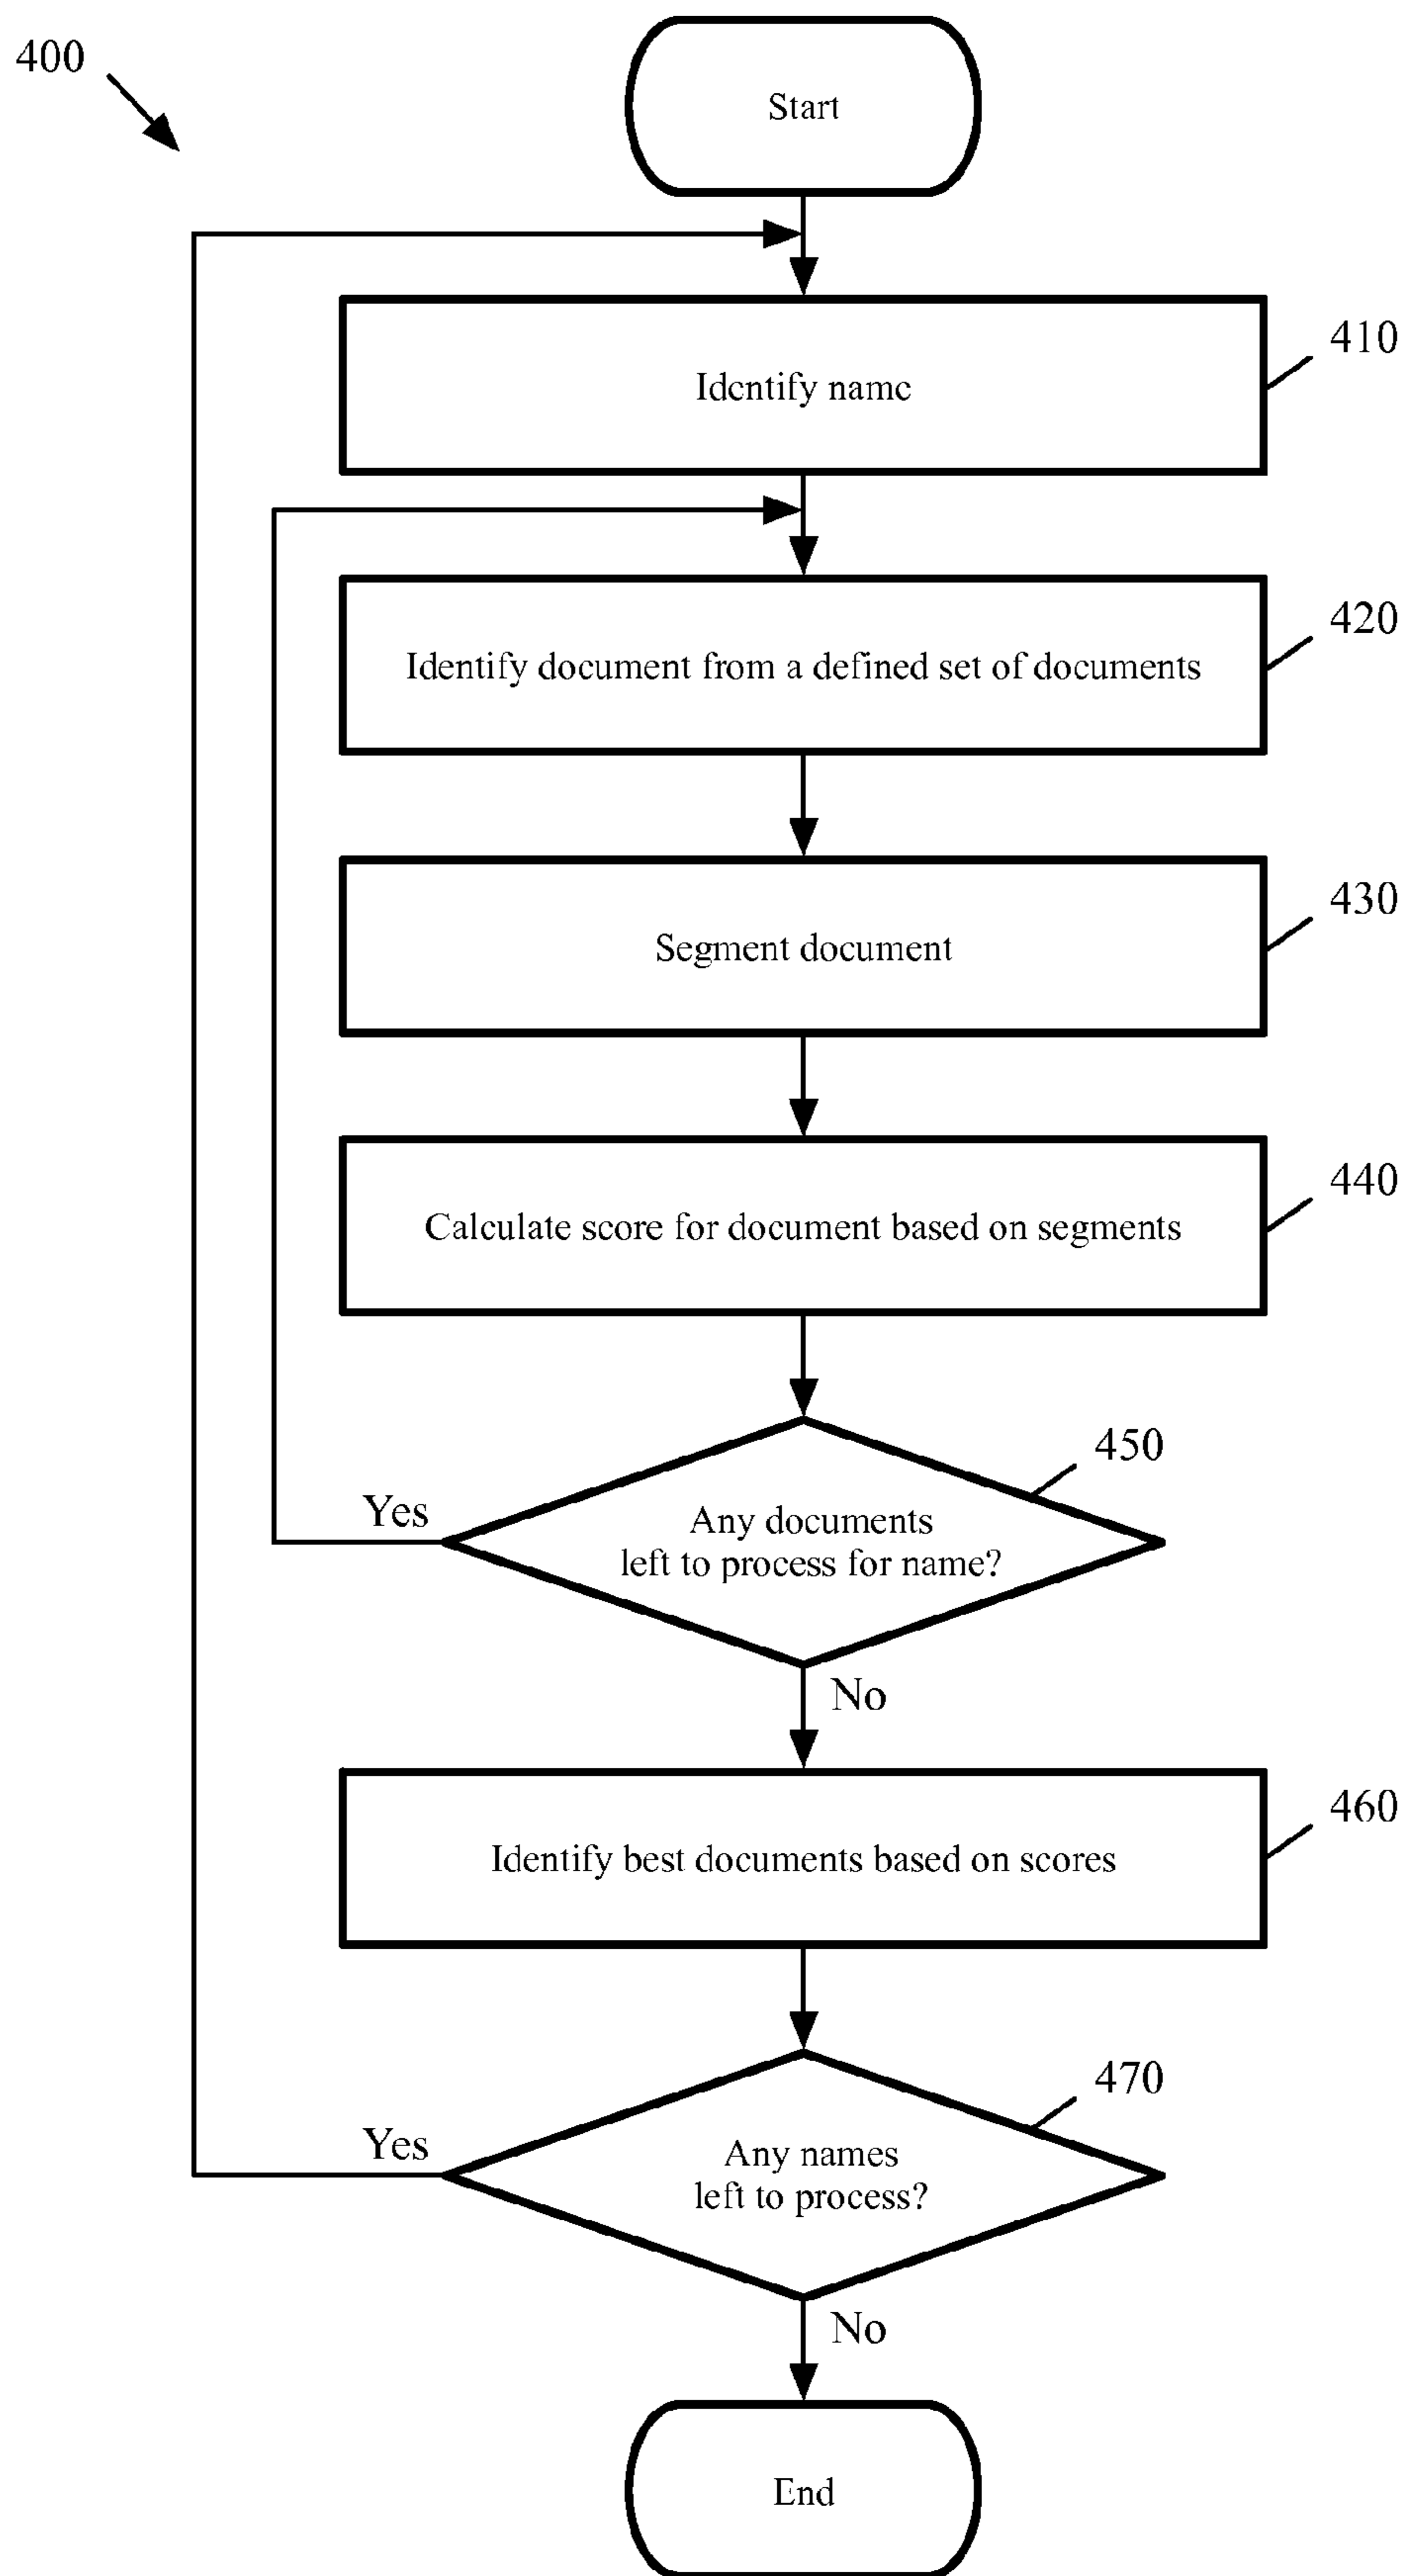 400
Start
Identify name
410
Identify document from a defined set of documents
420
Segment document
430
Calculate score for document based on segments
440
450
Yes
Any documents
left to process for name?
No
Identify best documents based on scores
460
470
Yes
Any names
left to process?
No
End